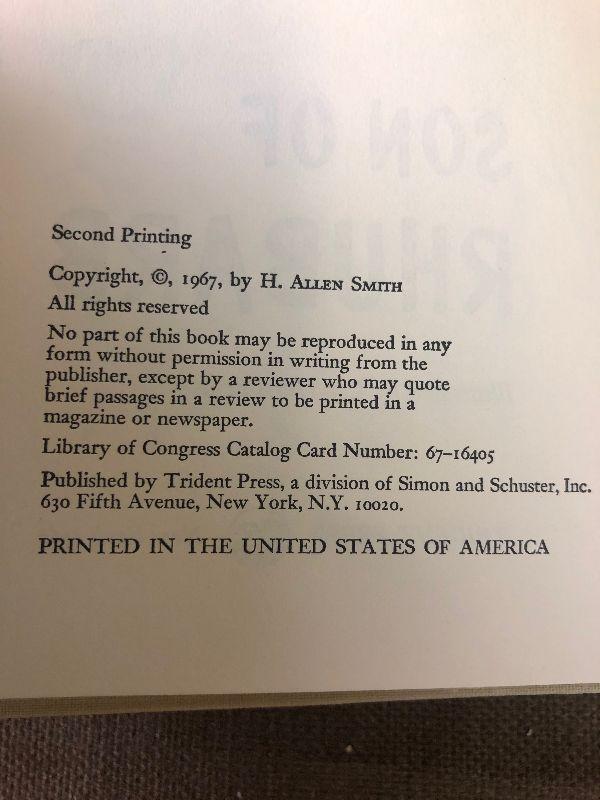 Second Printing
Copyright, ©, 1967, by H. ALLEN SMITH
All rights reserved
No part of this book may be reproduced in any
form without permission in writing from the
publisher, except by a reviewer who may quote
brief passages in a review to be printed in a
magazine or newspaper.
Library of Congress Catalog Card Number: 67-16405
Published by Trident Press, a division of Simon and Schuster, Inc.
630 Fifth Avenue, New York, N.Y. 10020.
PRINTED IN THE UNITED STATES OF AMERICA
SON OF